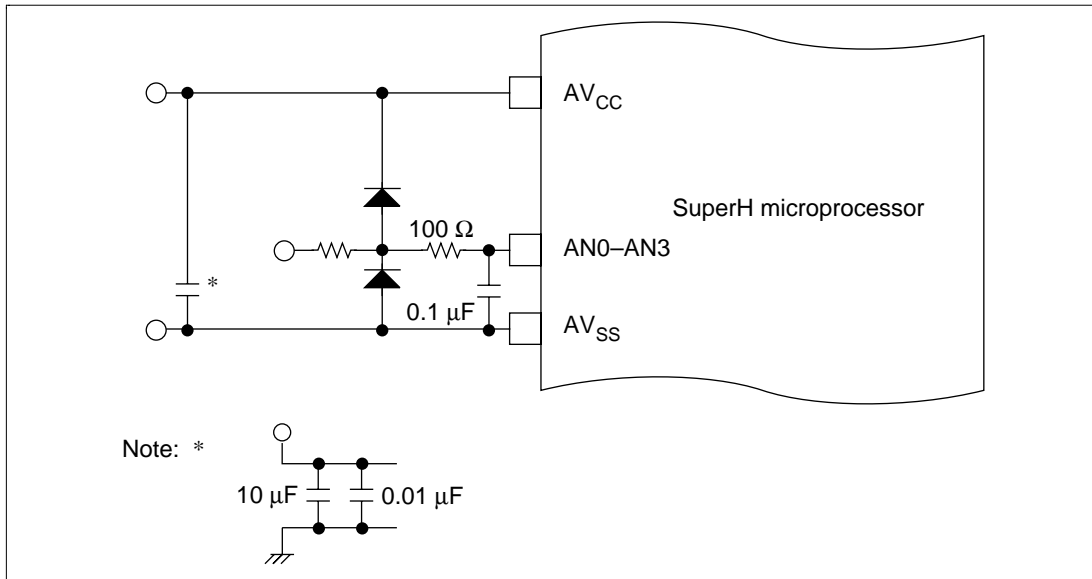 AVCC
SuperH microprocessor
100 Ω
AN0–AN3
*
0.1 μF
AVSS
Note: *
10 μF
0.01 μF